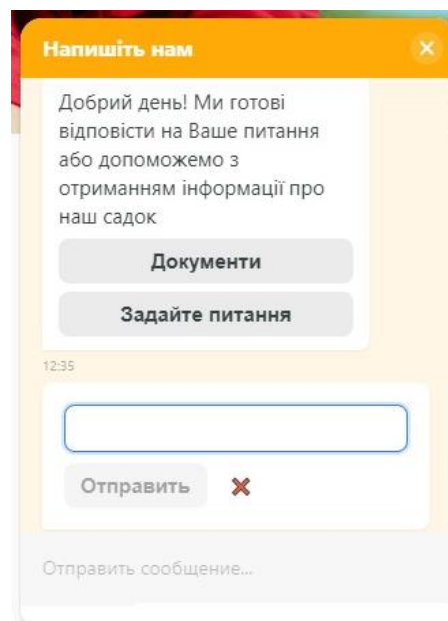 Напишіть нам
Добрий день! Ми готові
відповісти на Ваше питання
або допоможемо з
отриманням інформації про
наш садок
Документи
Задайте питання
12:35
Отправить
Отправить сообщение...